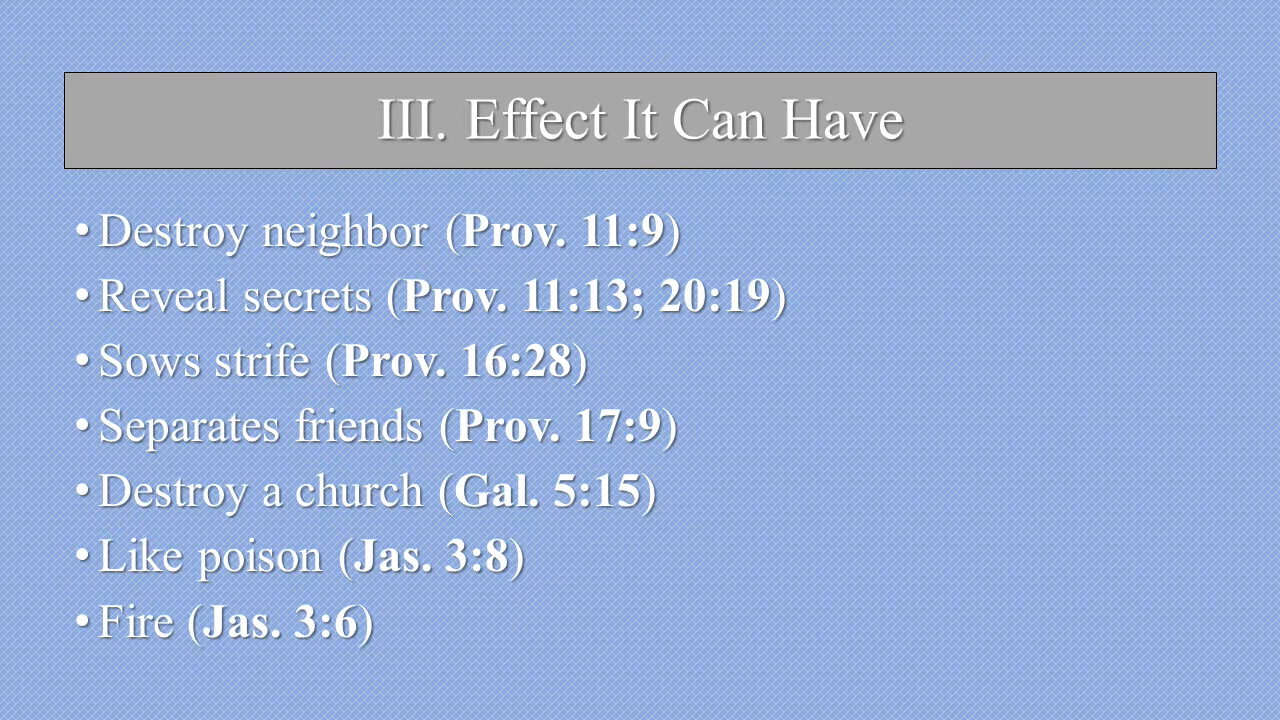 III. Effect It Can Have
• Destroy neighbor (Prov. 11:9)
• Reveal secrets (Prov. 11:13; 20:19)
• Sows strife (Prov. 16:28)
• Separates friends (Prov. 17:9)
• Destroy a church (Gal. 5:15)
• Like poison (Jas. 3:8)
• Fire (Jas. 3:6)